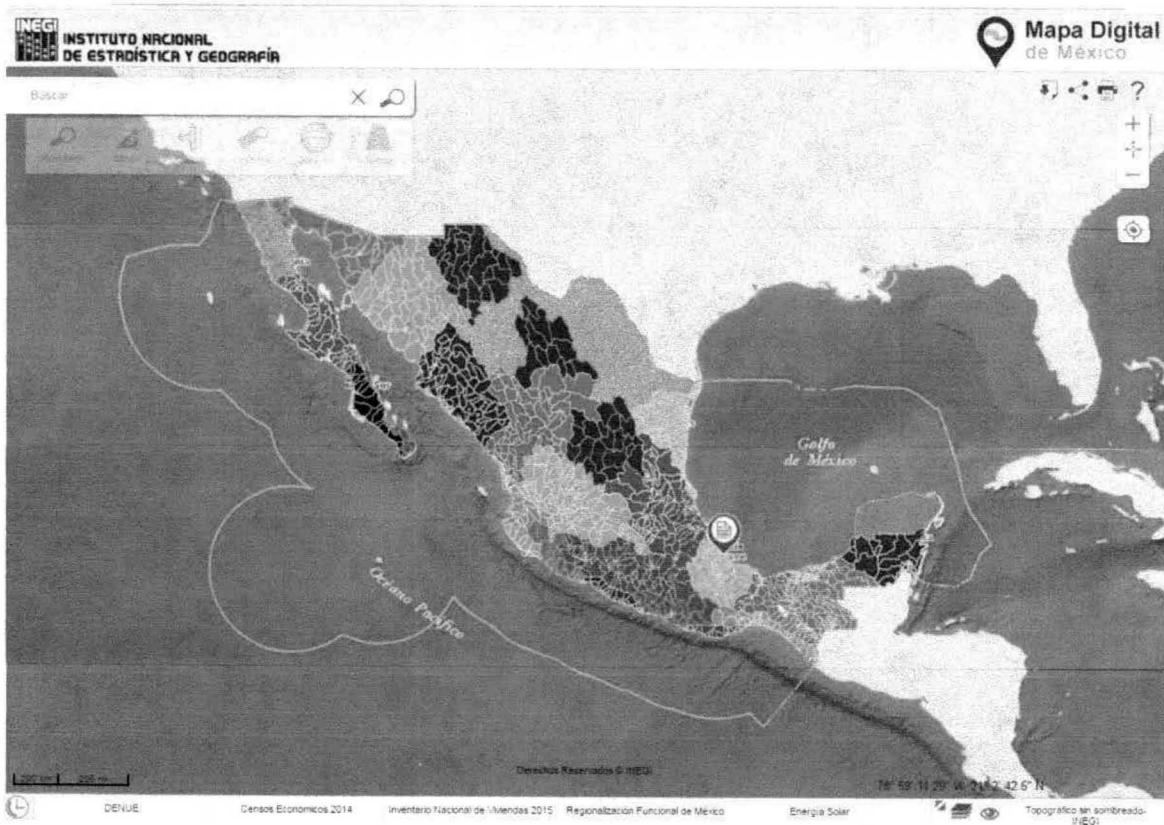 INEGI
INSTITUTO NACIONAL
DE ESTADÍSTICA Y GEOGRAFÍA
Mapa Digital
de México
Buscar
?
Golfo
de México
Océano Pacífico
Derechos Reservados © INEGI
DENUE
Censos Económicos 2014
Inventario Nacional de Viviendas 2015
Regionalización Funcional de México
Energía Solar
Topográfico sin sombreado-
INEGI